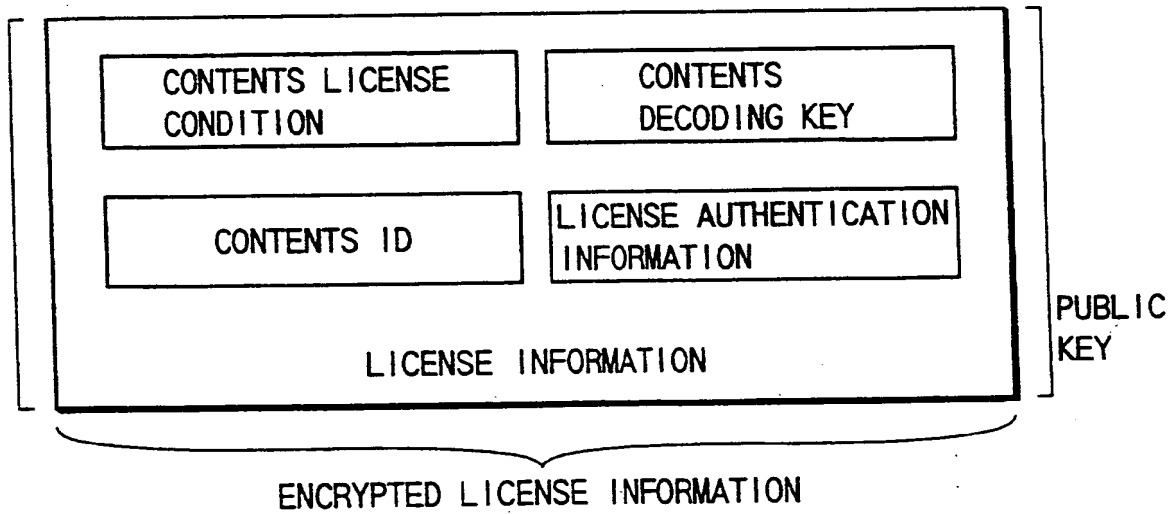 CONTENTS LICENSE
CONDITION
CONTENTS
DECODING KEY
CONTENTS ID
LICENSE AUTHENTICATION
INFORMATION
LICENSE INFORMATION
PUBLIC
KEY
ENCRYPTED LICENSE INFORMATION